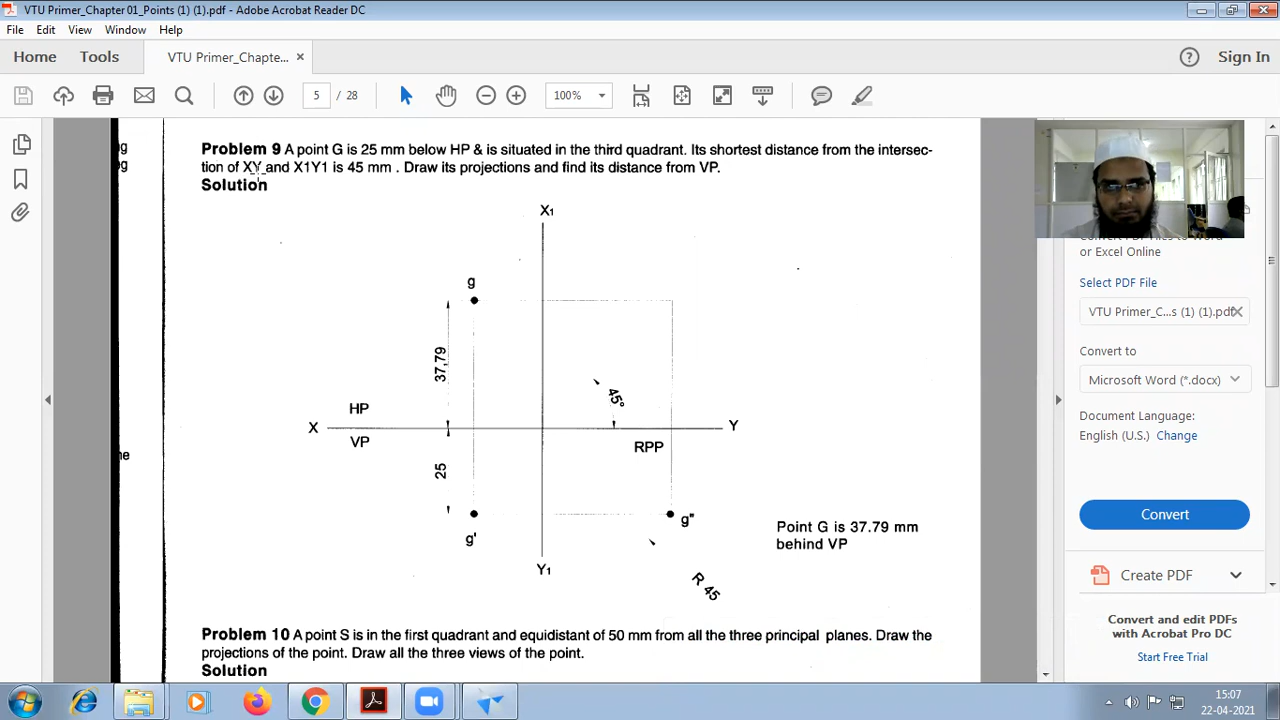 VTU Primer_Chapter 01_Points (1) (1).pdf - Adobe Acrobat Reader DC
File Edit View Window Help
Home Tools VTU Primer_Chapte... × ? Sign In
5 / 28 100%
Problem 9 A point G is 25 mm below HP & is situated in the third quadrant. Its shortest distance from the intersec-
tion of XY and X1Y1 is 45 mm . Draw its projections and find its distance from VP.
Solution
X1
g
37,79
45°
HP
X Y
VP
RPP
25
g"
g'
Point G is 37.79 mm
behind VP
Y1
R 45
Problem 10 A point S is in the first quadrant and equidistant of 50 mm from all the three principal planes. Draw the
projections of the point. Draw all the three views of the point.
Solution
or Excel Online
Select PDF File
VTU Primer_C...s (1) (1).pdf
Convert to
Microsoft Word (*.docx)
Document Language:
English (U.S.) Change
Convert
Create PDF
Convert and edit PDFs
with Acrobat Pro DC
Start Free Trial
15:07
22-04-2021